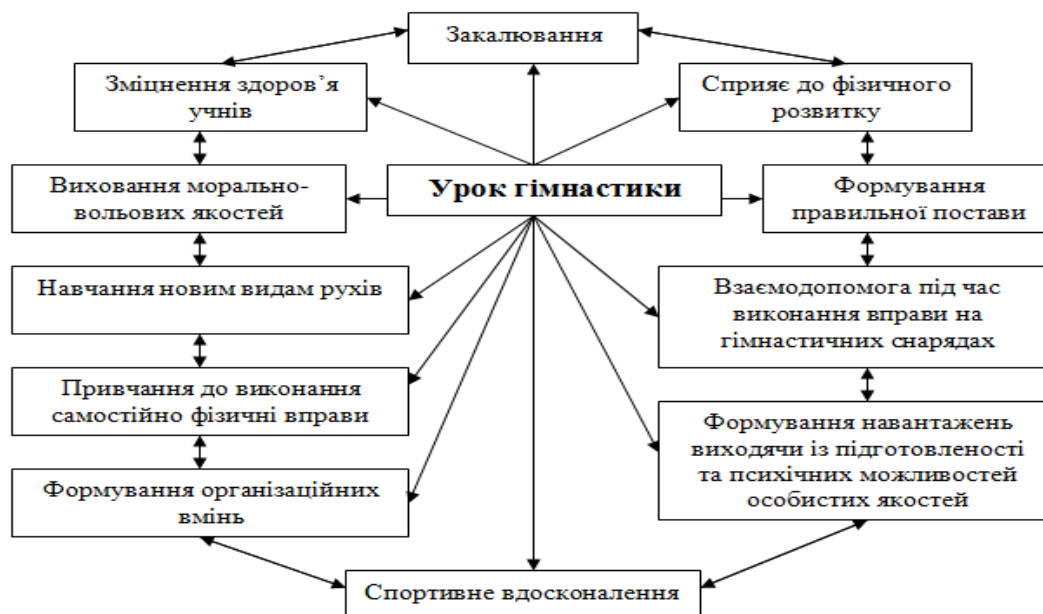 Закалювання
Зміцнення здоров’я
учнів
Сприяє до фізичного
розвитку
Виховання морально-
вольових якостей
Урок гімнастики
Формування
правильної постави
Навчання новим видам рухів
Взаємодопомога під час
виконання вправи на
гімнастичних снарядах
Привчання до виконання
самостійно фізичні вправи
Формування навантажень
виходячи із підготовленості
та психічних можливостей
особистих якостей
Формування організаційних
вмінь
Спортивне вдосконалення